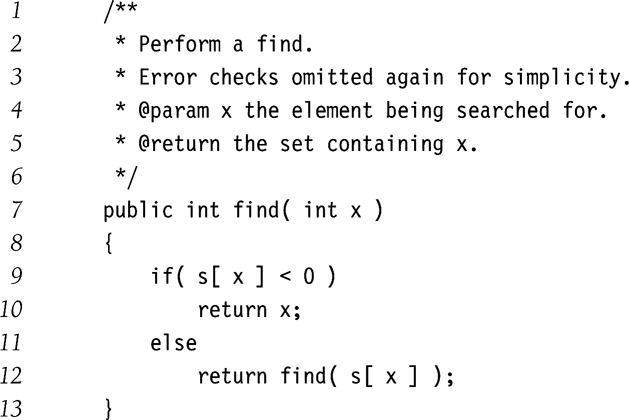 1 /**
2 * Perform a find.
3 * Error checks omitted again for simplicity.
4 * @param x the element being searched for.
5 * @return the set containing x.
6 */
7 public int find( int x )
8 {
9 if( s[ x ] < 0 )
10 return x;
11 else
12 return find( s[ x ] );
13 }